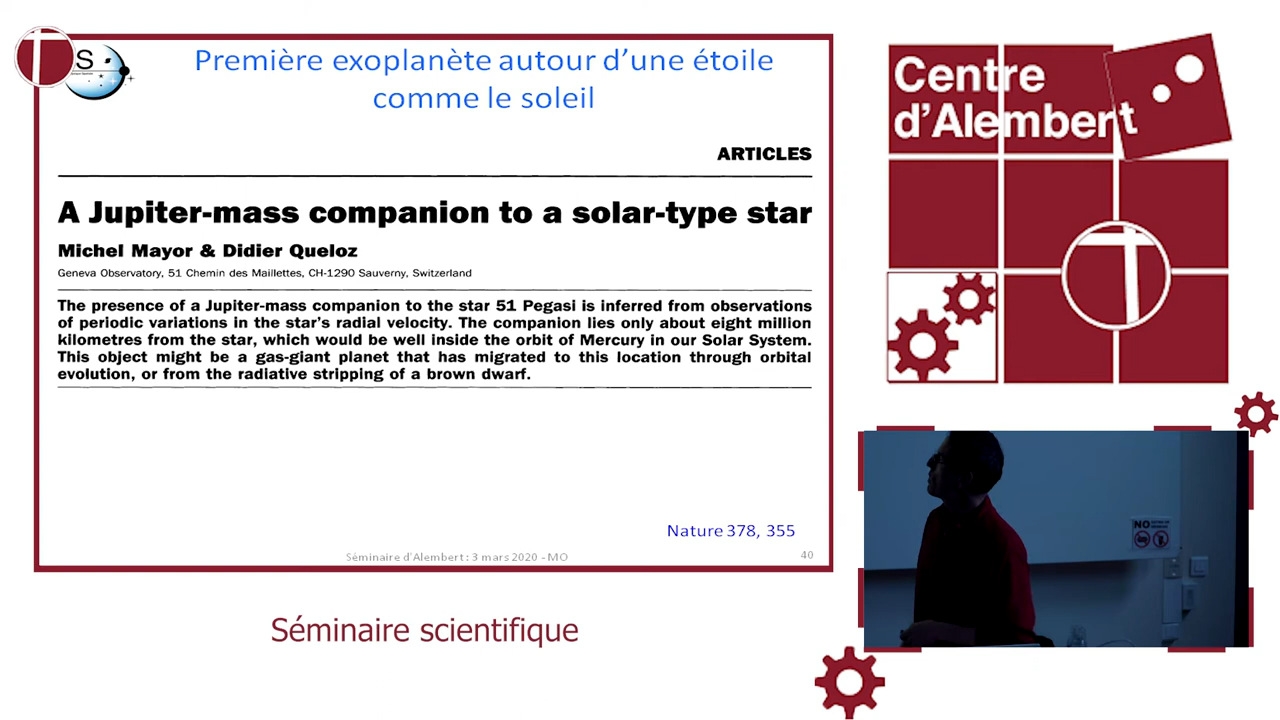 S
Première exoplanète autour d’une étoile
comme le soleil
ARTICLES
A Jupiter-mass companion to a solar-type star
Michel Mayor & Didier Queloz
Geneva Observatory, 51 Chemin des Maillettes, CH-1290 Sauverny, Switzerland
The presence of a Jupiter-mass companion to the star 51 Pegasi is inferred from observations
of periodic variations in the star’s radial velocity. The companion lies only about eight million
kilometres from the star, which would be well inside the orbit of Mercury in our Solar System.
This object might be a gas-giant planet that has migrated to this location through orbital
evolution, or from the radiative stripping of a brown dwarf.
Nature 378, 355
Séminaire d’Alembert : 3 mars 2020 - MO
40
Séminaire scientifique
Centre
d’Alembert
NO